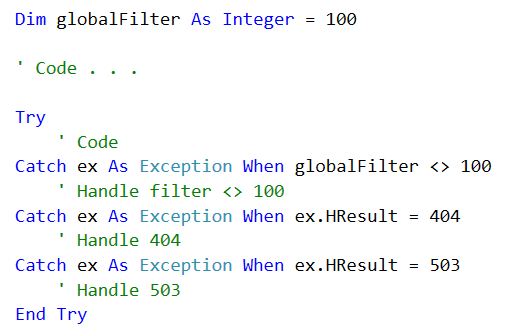 Dim globalFilter As Integer = 100
' Code . . .
Try
' Code
Catch ex As Exception When globalFilter <> 100
' Handle filter <> 100
Catch ex As Exception When ex.HResult = 404
' Handle 404
Catch ex As Exception When ex.HResult = 503
' Handle 503
End Try